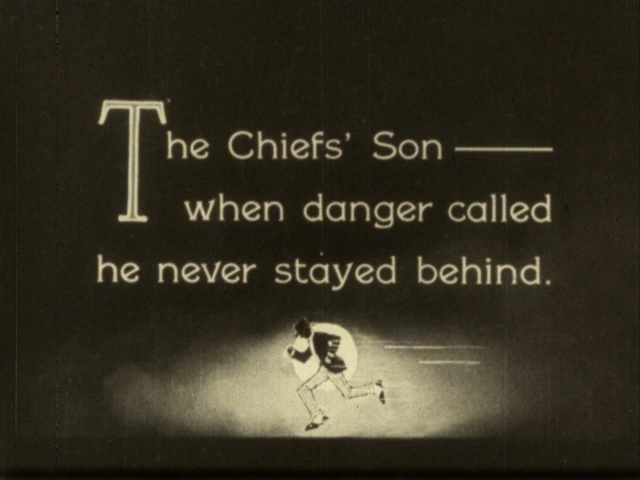 The Chiefs' Son —
when danger called
he never stayed behind.